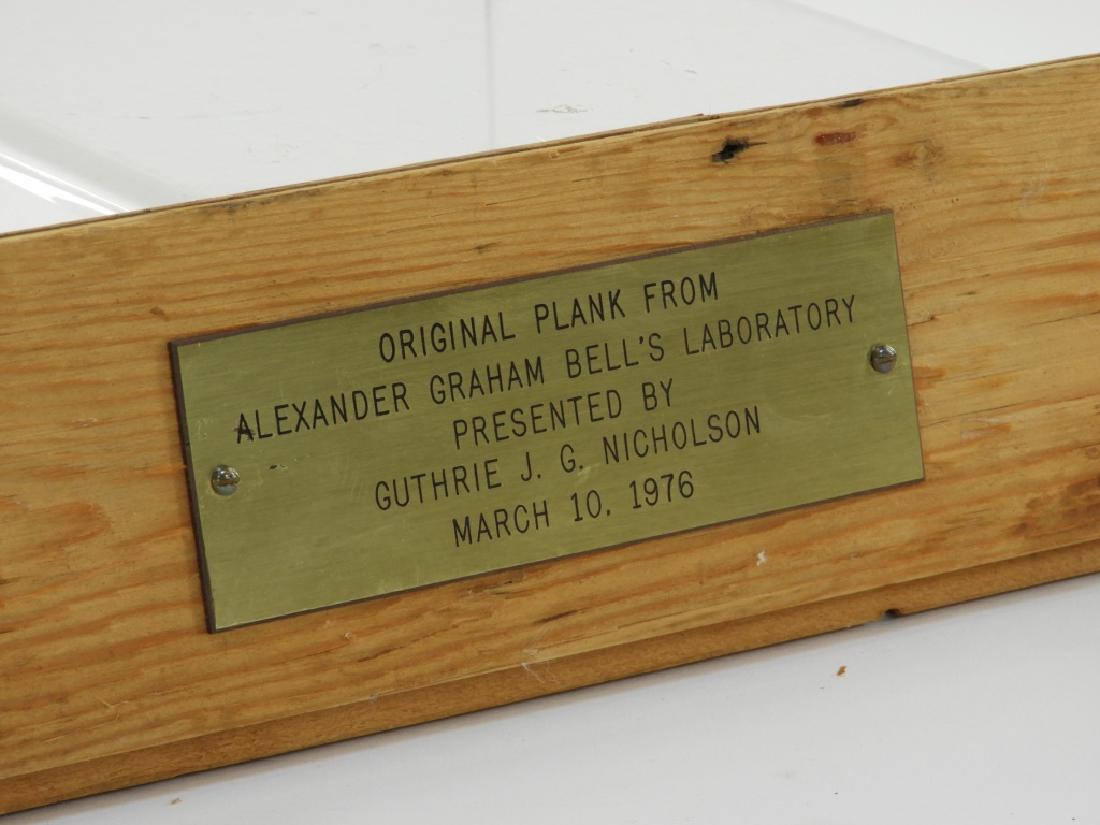 ORIGINAL PLANK FROM
ALEXANDER GRAHAM BELL'S LABORATORY
PRESENTED BY
GUTHRIE J. G. NICHOLSON
MARCH 10, 1976